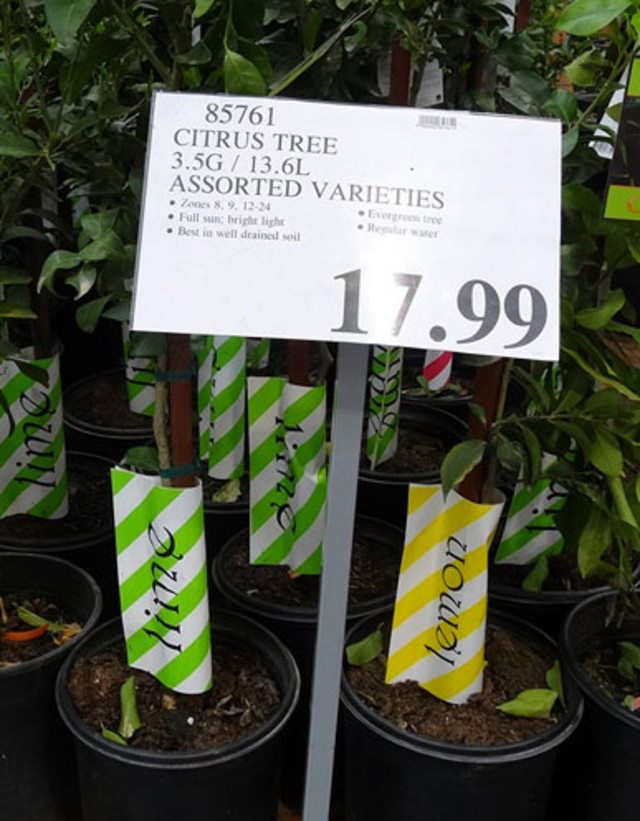 85761
CITRUS TREE
3.5G / 13.6L
ASSORTED VARIETIES
• Zones 8, 9, 12-24
• Full sun; bright light
• Best in well drained soil
• Evergreen tree
• Regular water
17.99
lime
lime
lime
lemon